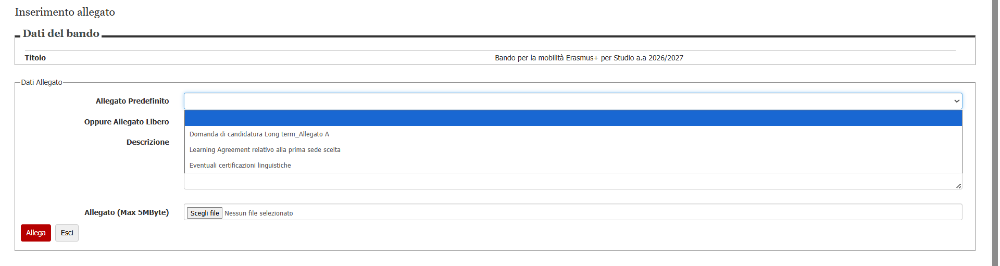 Inserimento allegato
Dati del bando
Titolo Bando per la mobilità Erasmus+ per Studio a.a 2026/2027
Dati Allegato
Allegato Predefinito
Oppure Allegato Libero
Domanda di candidatura Long term_Allegato A
Descrizione
Learning Agreement relativo alla prima sede scelta
Eventuali certificazioni linguistiche
Allegato (Max 5MByte) Scegli file Nessun file selezionato
Allega Esci